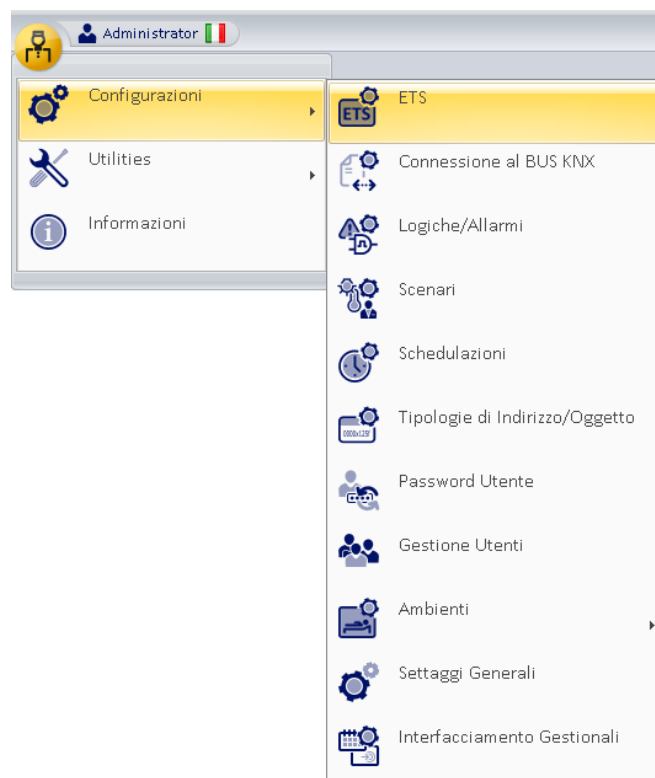 Administrator
Configurazioni
Utilities
Informazioni
ETS
ETS
Connessione al BUS KNX
Logiche/Allarmi
Scenari
Schedulazioni
Tipologie di Indirizzo/Oggetto
Password Utente
Gestione Utenti
Ambienti
Settaggi Generali
Interfacciamento Gestionali